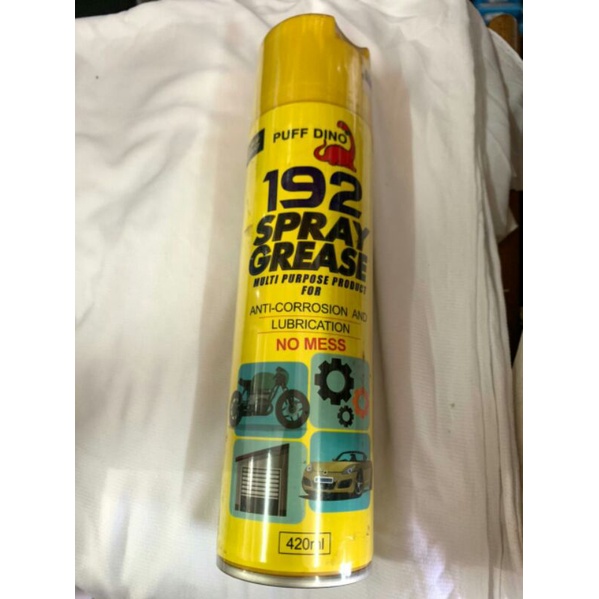 PUFF DINO
192
SPRAY
GREASE
MULTI PURPOSE PRODUCT
FOR
ANTI-CORROSION AND
LUBRICATION
NO MESS
420ml